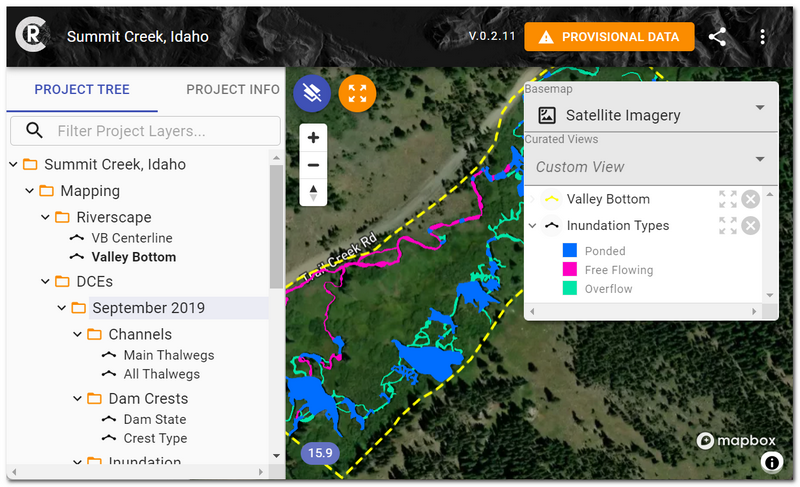 Summit Creek, Idaho
V.0.2.11
PROVISIONAL DATA
PROJECT TREE
PROJECT INFO
Filter Project Layers...
Summit Creek, Idaho
Mapping
Riverscape
VB Centerline
Valley Bottom
DCEs
September 2019
Channels
Main Thalwegs
All Thalwegs
Dam Crests
Dam State
Crest Type
Inundation
Trail Creek Rd
15.9
Basemap
Satellite Imagery
Curated Views
Custom View
Valley Bottom
Inundation Types
Ponded
Free Flowing
Overflow
mapbox